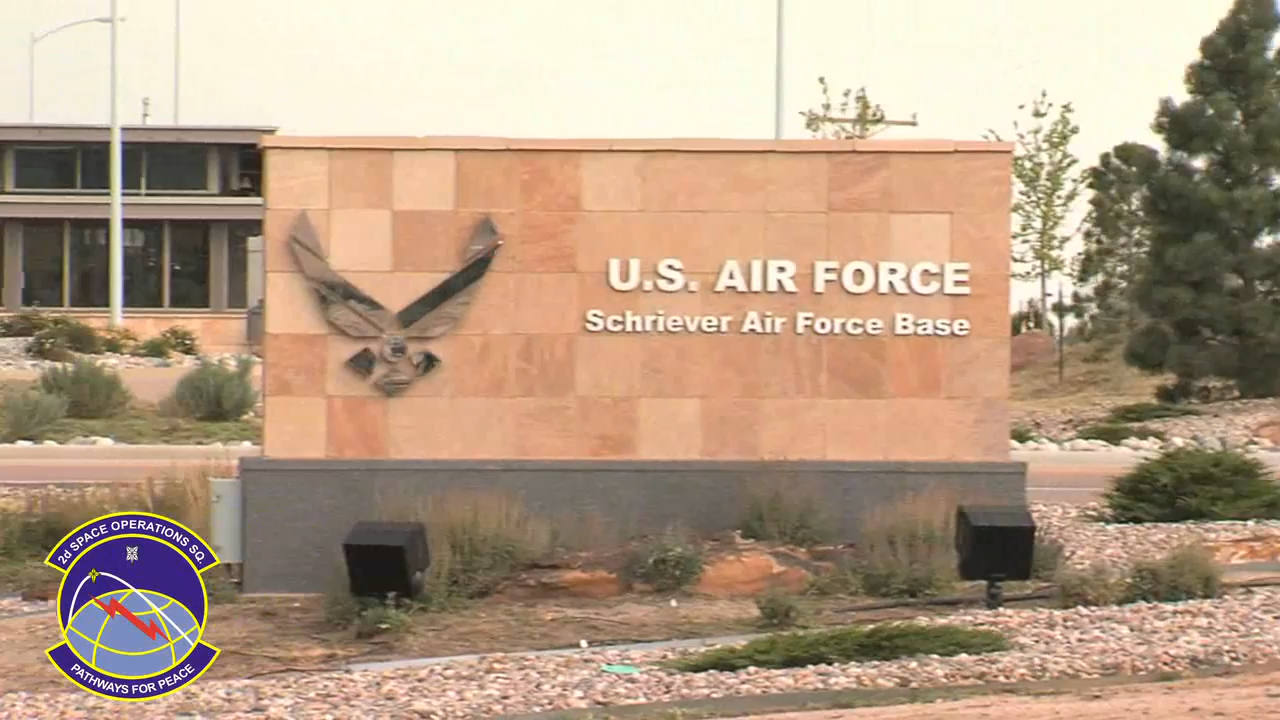 U.S. AIR FORCE
Schriever Air Force Base
2d SPACE OPERATIONS SQ.
PATHWAYS FOR PEACE